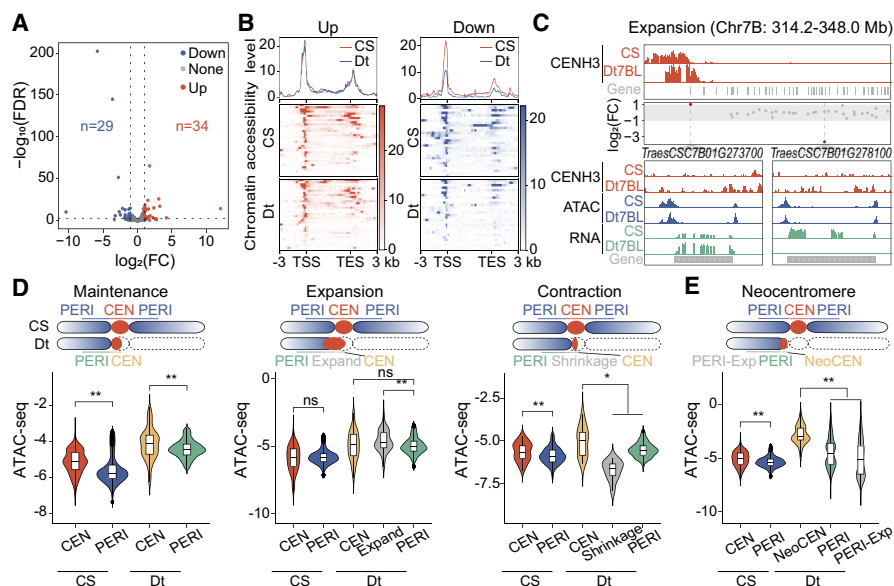 A
Down
None
Up
n=29
n=34
−log₁₀(FDR)
200
150
100
50
0
-10
-5
0
5
10
log₂(FC)
B
Up
Down
Chromatin accessibility level
20
10
0
CS
Dt
20
10
0
CS
Dt
CS
Dt
20
10
0
CS
Dt
20
10
0
-3
TSS
TES
3 kb
-3
TSS
TES
3 kb
C
Expansion (Chr7B: 314.2-348.0 Mb)
CENH3
CS
Dt7BL
Gene
log₂(FC)
1
-1
-3
TraesCSC7B01G273700
TraesCSC7B01G278100
CENH3
CS
Dt7BL
ATAC
CS
Dt7BL
RNA
CS
Dt7BL
Gene
D
Maintenance
PERI CEN PERI
CS
Dt
PERI CEN
ATAC-seq
-2
-4
-6
-8
**
**
CEN
PERI
CEN
PERI
CS
Dt
Expansion
PERI CEN PERI
PERI Expand CEN
ATAC-seq
0
-5
-10
ns
ns
**
CEN
PERI
CEN
Expand
PERI
CS
Dt
Contraction
PERI CEN PERI
PERI Shrinkage CEN
ATAC-seq
-2.5
-5.0
-7.5
**
*
CEN
PERI
CEN
Shrinkage
PERI
CS
Dt
E
Neocentromere
PERI CEN PERI
PERI-Exp PERI NeoCEN
ATAC-seq
0
-5
-10
**
**
CEN
PERI
NeoCEN
PERI
PERI-Exp
CS
Dt